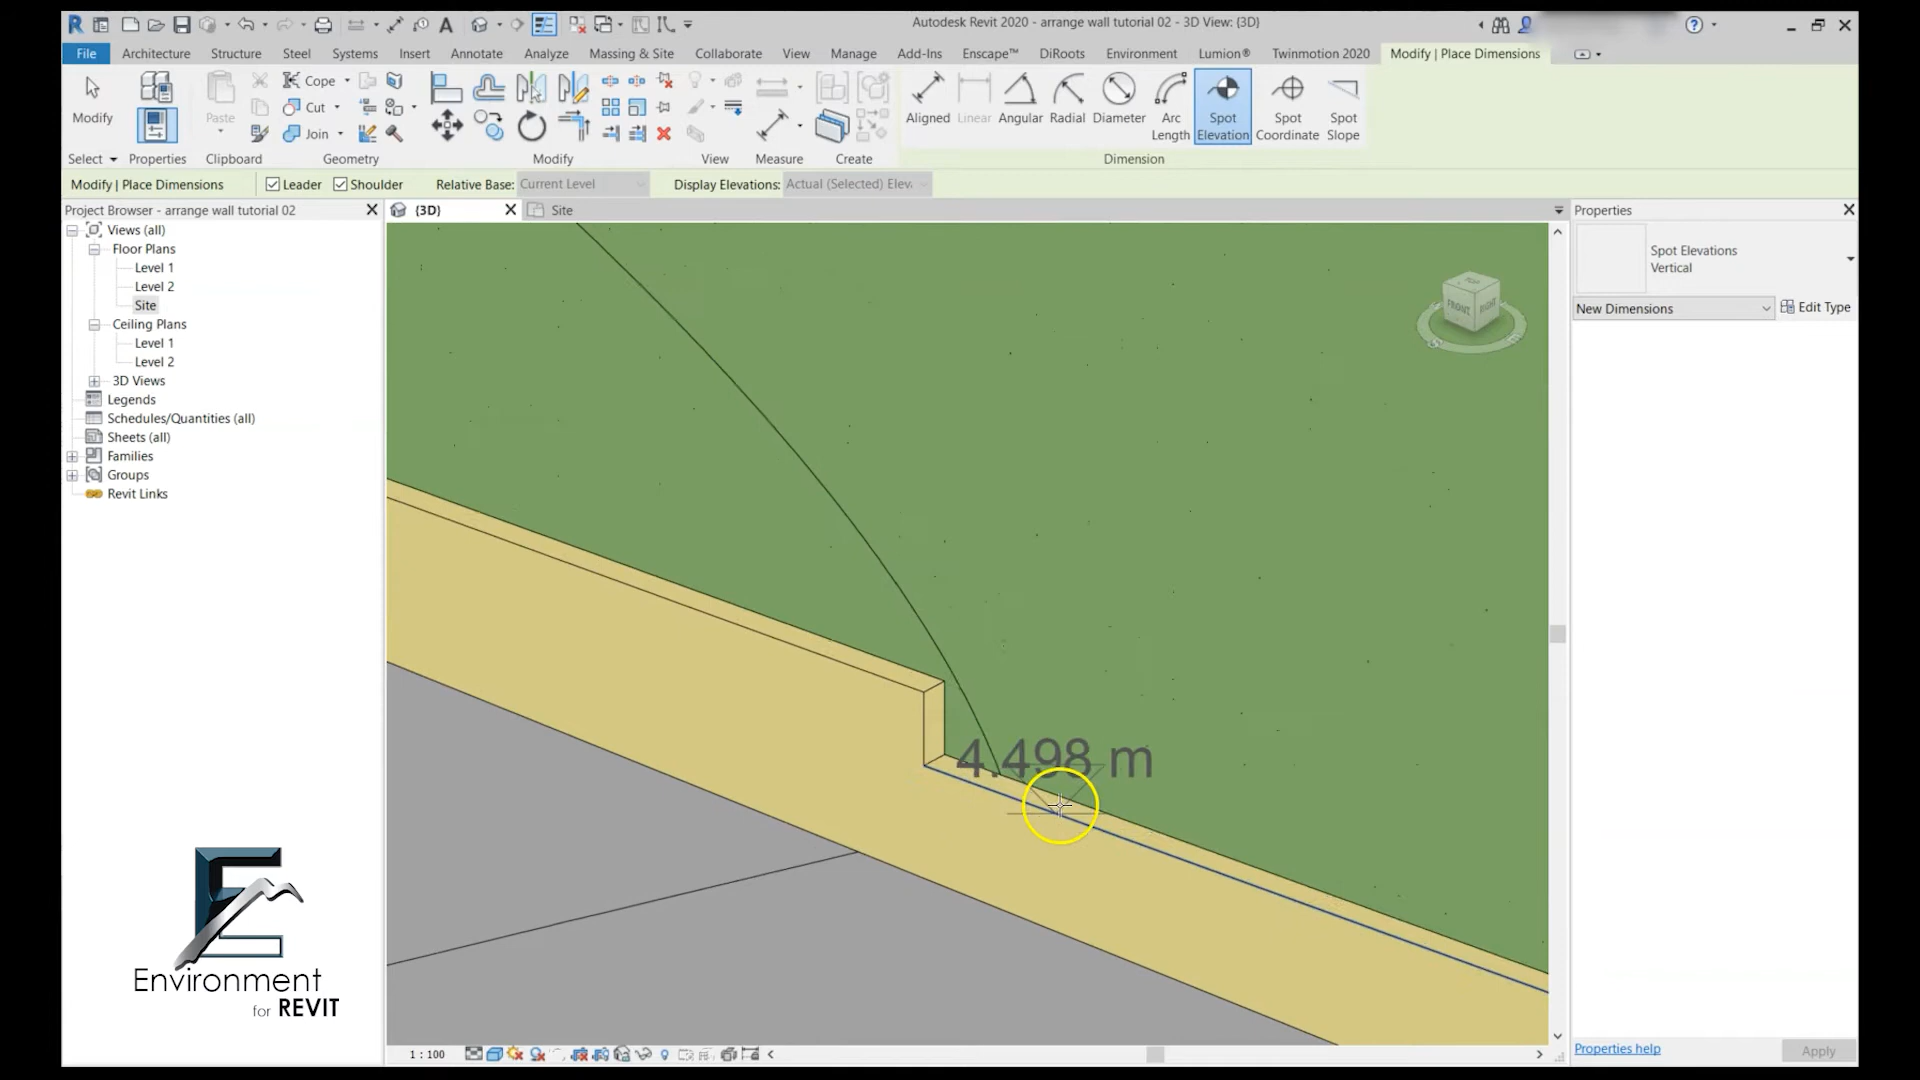 Autodesk Revit 2020 - arrange wall tutorial 02 - 3D View: {3D}
File Architecture Structure Steel Systems Insert Annotate Analyze Massing & Site Collaborate View Manage Add-Ins Enscape™ DiRoots Environment Lumion® Twinmotion 2020 Modify | Place Dimensions
Modify Paste Cope Cut Join Aligned Linear Angular Radial Diameter Arc Length Spot Elevation Spot Coordinate Spot Slope
Select Properties Clipboard Geometry Modify View Measure Create Dimension
Modify | Place Dimensions Leader Shoulder Relative Base: Current Level Display Elevations: Actual (Selected) Elev
Project Browser - arrange wall tutorial 02 {3D} Site Properties
Views (all)
Floor Plans
Level 1
Level 2
Site
Ceiling Plans
Level 1
Level 2
3D Views
Legends
Schedules/Quantities (all)
Sheets (all)
Families
Groups
Revit Links
Spot Elevations
Vertical
New Dimensions Edit Type
FRONT RIGHT
4.498 m
E
Environment
for REVIT
1 : 100
Properties help Apply